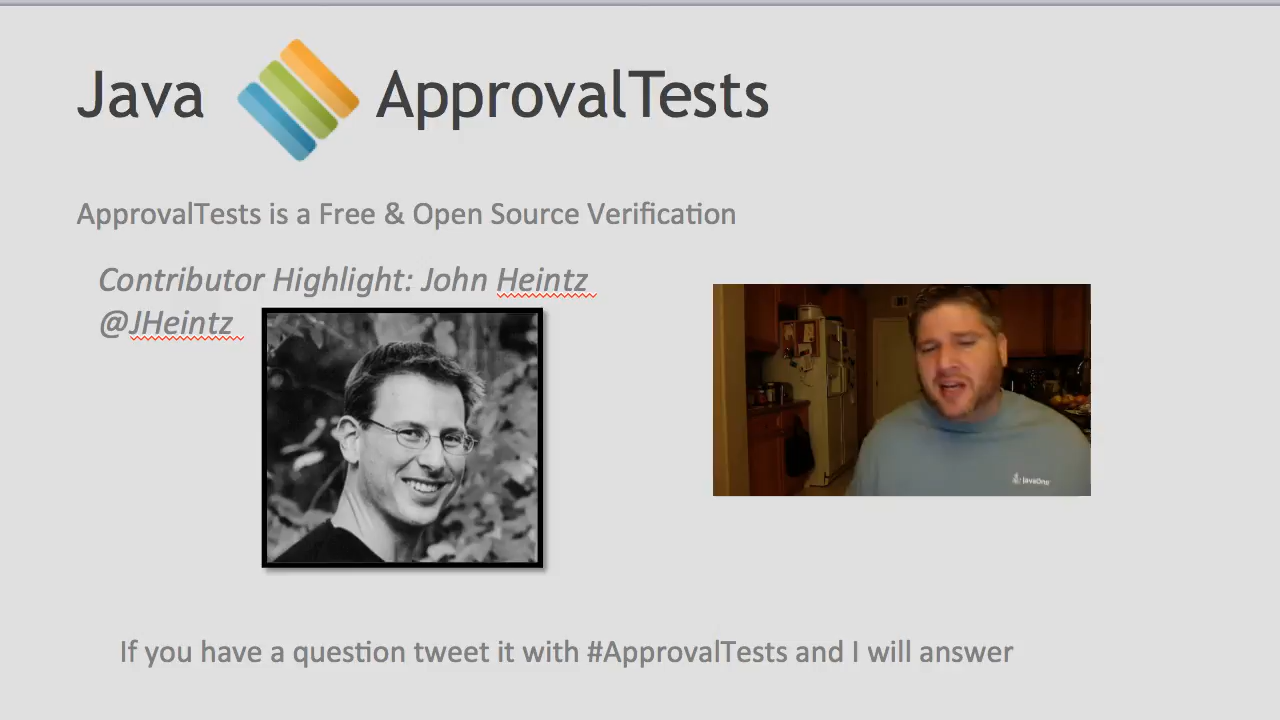 Java ApprovalTests
ApprovalTests is a Free & Open Source Verification
Contributor Highlight: John Heintz
@JHeintz
JavaOne
If you have a question tweet it with #ApprovalTests and I will answer